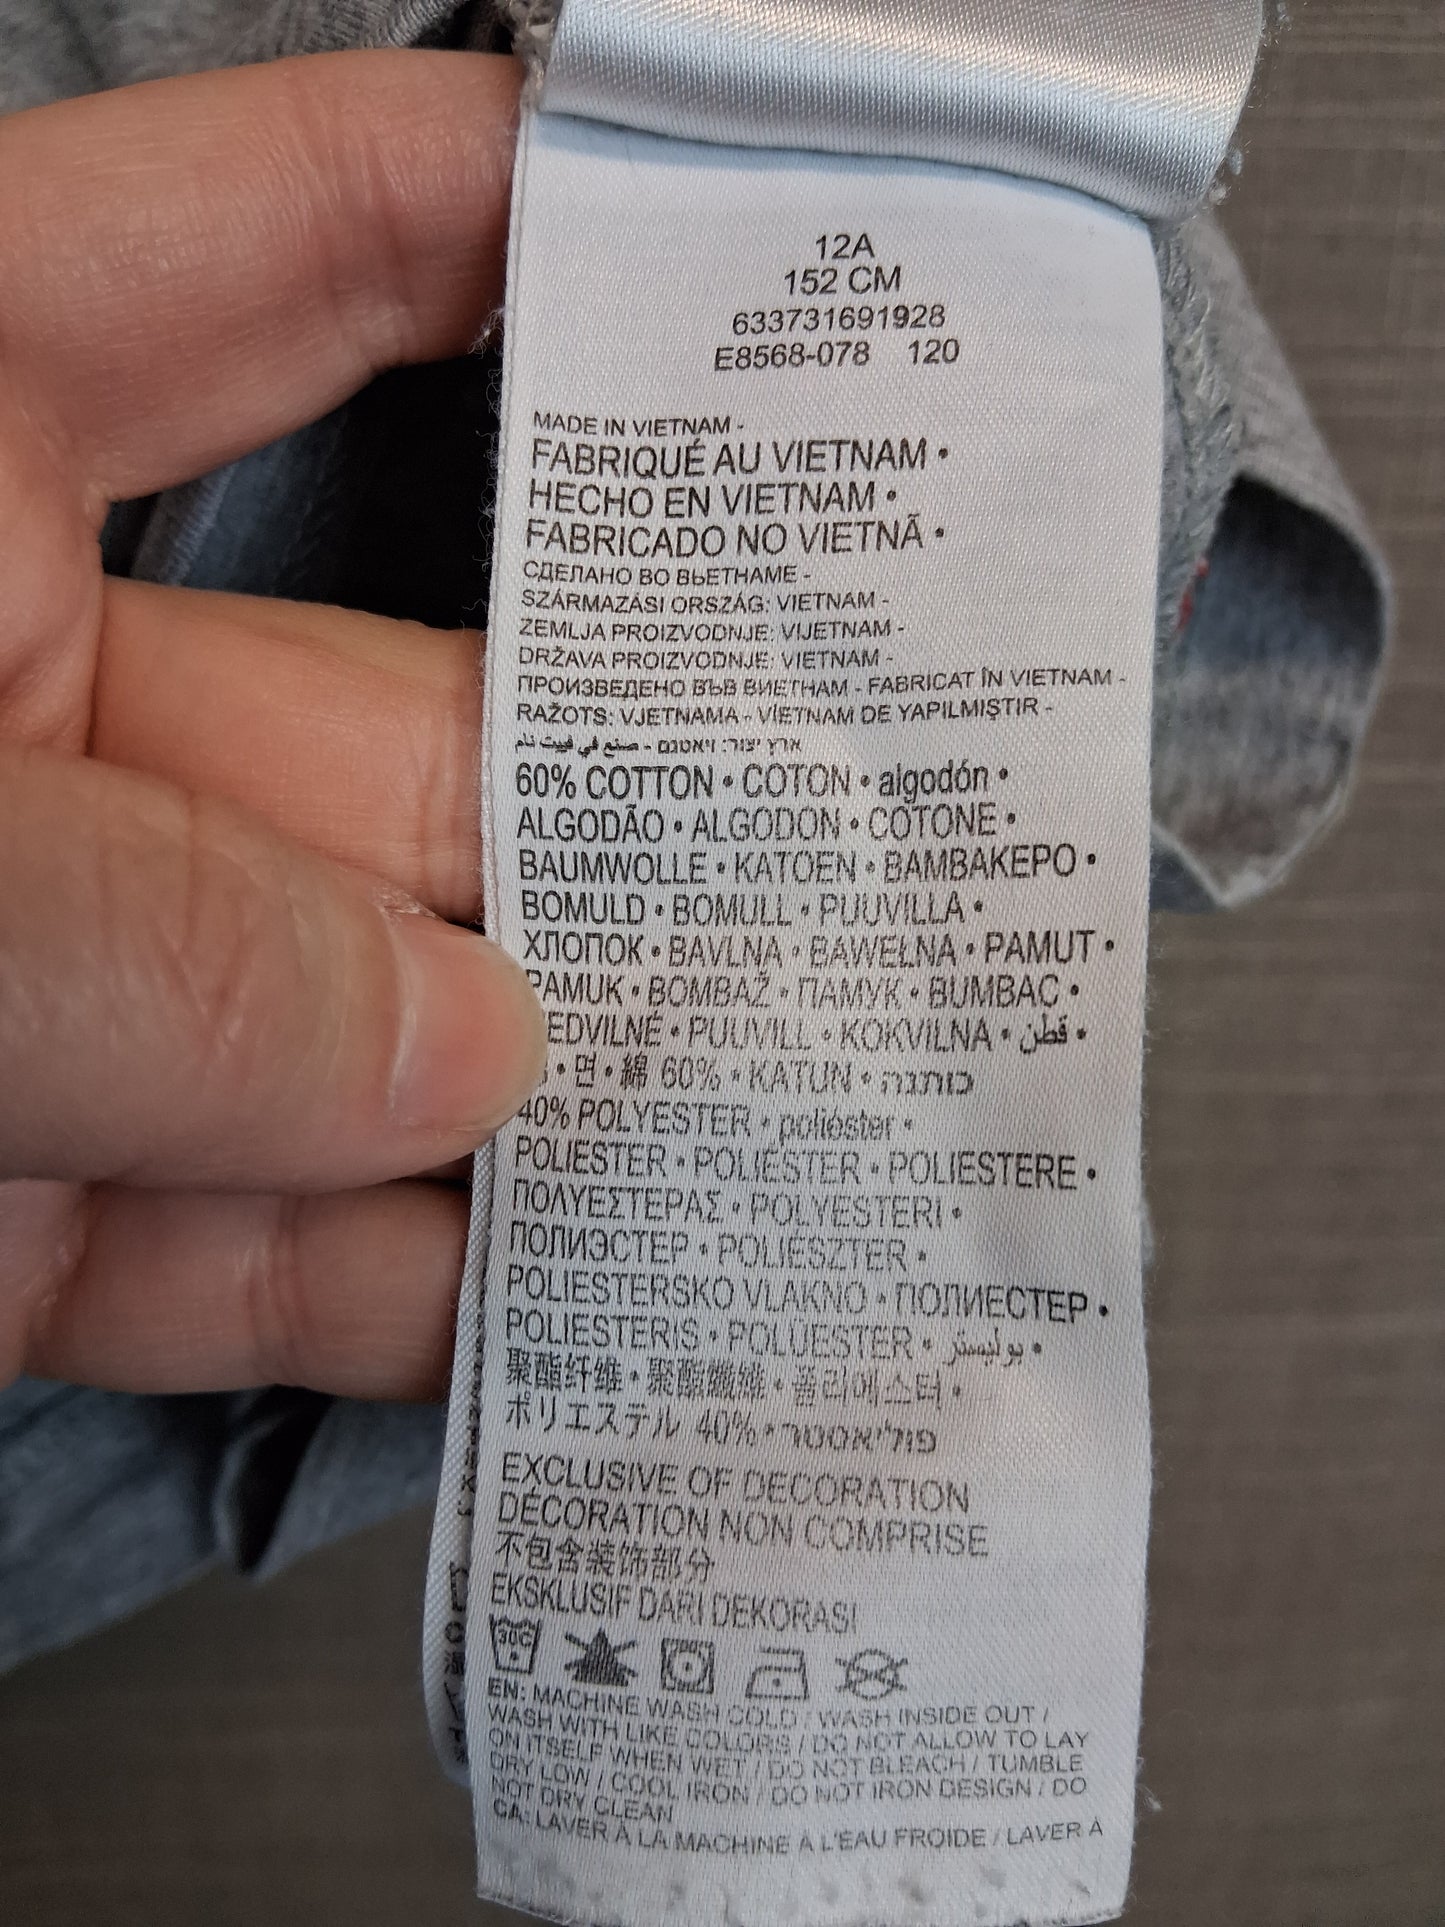 12A
152 CM
633731691928
E8568-078 120
MADE IN VIETNAM -
FABRIQUÉ AU VIETNAM •
HECHO EN VIETNAM •
FABRICADO NO VIETNÃ •
СДЕЛАНО ВО ВЬЕТНАМЕ -
SZÁRMAZÁSI ORSZÁG: VIETNAM -
ZEMLJA PROIZVODNJE: VIJETNAM -
DRŽAVA PROIZVODNJE: VIETNAM -
ПРОИЗВЕДЕНО ВЪВ ВИЕТНАМ - FABRICAT ÎN VIETNAM -
RAŽOTS: VJETNAMA - VİETNAM DE YAPILMIŞTIR -
ארץ יצור: ויאטנם - صنع في فييت نام
60% COTTON • COTON • algodón •
ALGODÃO • ALGODON • COTONE •
BAUMWOLLE • KATOEN • ΒΑΜΒΑΚΕΡΟ •
BOMULD • BOMULL • PUUVILLA •
ХЛОПОК • BAVLNA • BAWEŁNA • PAMUT •
PAMUK • BOMBAŽ • ПАМУК • BUMBAC •
EDVILNÉ • PUUVILL • KOKVILNA • قطن •
• 면 • 綿 60% • KATUN • כותנה
40% POLYESTER • poliéster •
POLIESTER • POLIÉSTER • POLIESTERE •
ΠΟΛΥΕΣΤΕΡΑΣ • POLYESTERI •
ПОЛИЭСТЕР • POLIESZTER •
POLIESTERSKO VLAKNO • ПОЛИЕСТЕР •
POLIESTERIS • POLÜESTER • بوليستر •
聚酯纤维 • 聚酯纖維 • 폴리에스터 •
ポリエステル 40% • פוליאסטר
EXCLUSIVE OF DECORATION
DÉCORATION NON COMPRISE
不包含装饰部分
EKSKLUSIF DARI DEKORASI
30C
EN: MACHINE WASH COLD / WASH INSIDE OUT /
WASH WITH LIKE COLORS / DO NOT ALLOW TO LAY
ON ITSELF WHEN WET / DO NOT BLEACH / TUMBLE
DRY LOW / COOL IRON / DO NOT IRON DESIGN / DO
NOT DRY CLEAN
CA: LAVER À LA MACHINE À L'EAU FROIDE / LAVER À